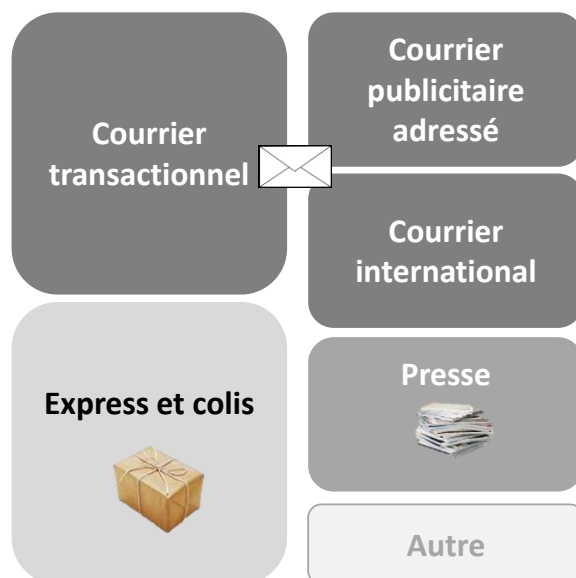 Courrier
transactionnel
Courrier
publicitaire
adressé
Courrier
international
Express et colis
Presse
Autre